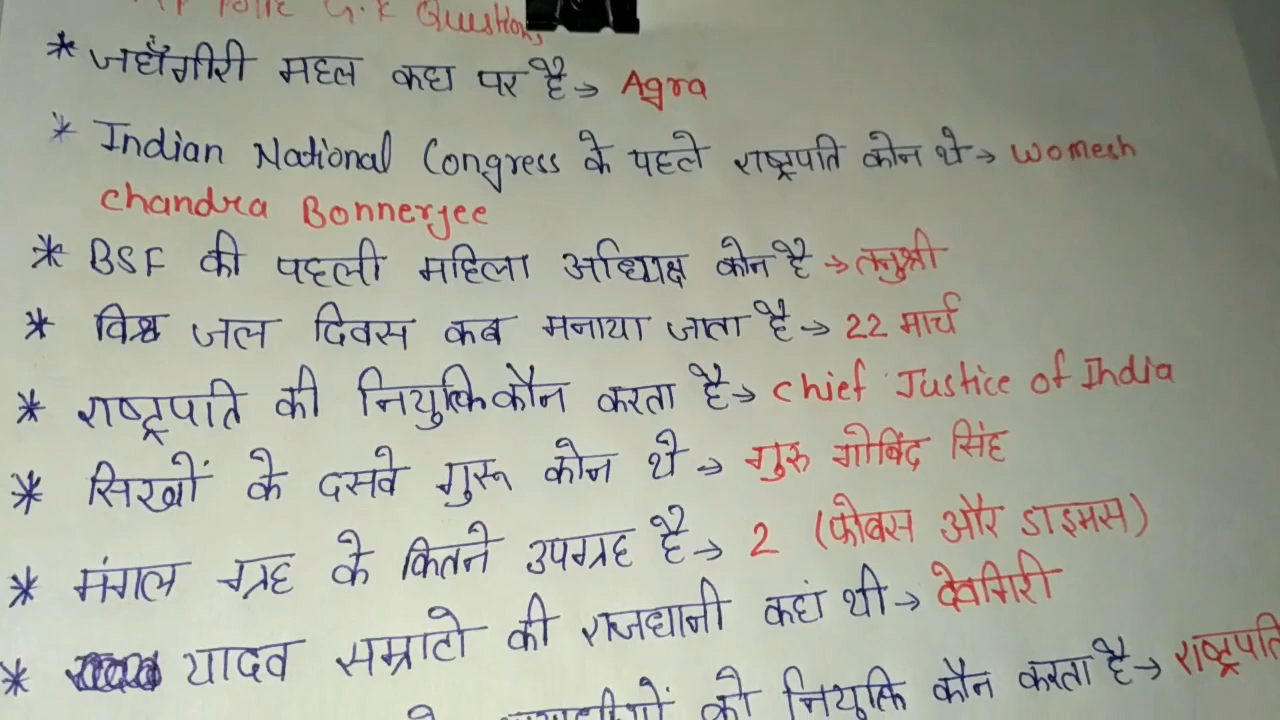 G.K Questions
* जहाँगीरी महल कहा पर है → Agra
* Indian National Congress के पहले राष्ट्रपति कोन थे → Womesh
Chandra Bonnerjee
* BSF की पहली महिला अधिक्षि कोन है → तनुश्री
* विश्व जल दिवस कब मनाया जाता है → 22 मार्च
* राष्ट्रपति की नियुक्ति कौन करता है → Chief Justice of India
* सिखों के दसवे गुरू कोन थे → गुरु गोबिंद सिंह
* मंगल ग्रह के कितने उपग्रह है → 2 (फोबस और डाइमस)
* यादव सम्राटो की राजधानी कहां थी → देवगिरी
की नियुक्ति कौन करता है → राष्ट्रपति